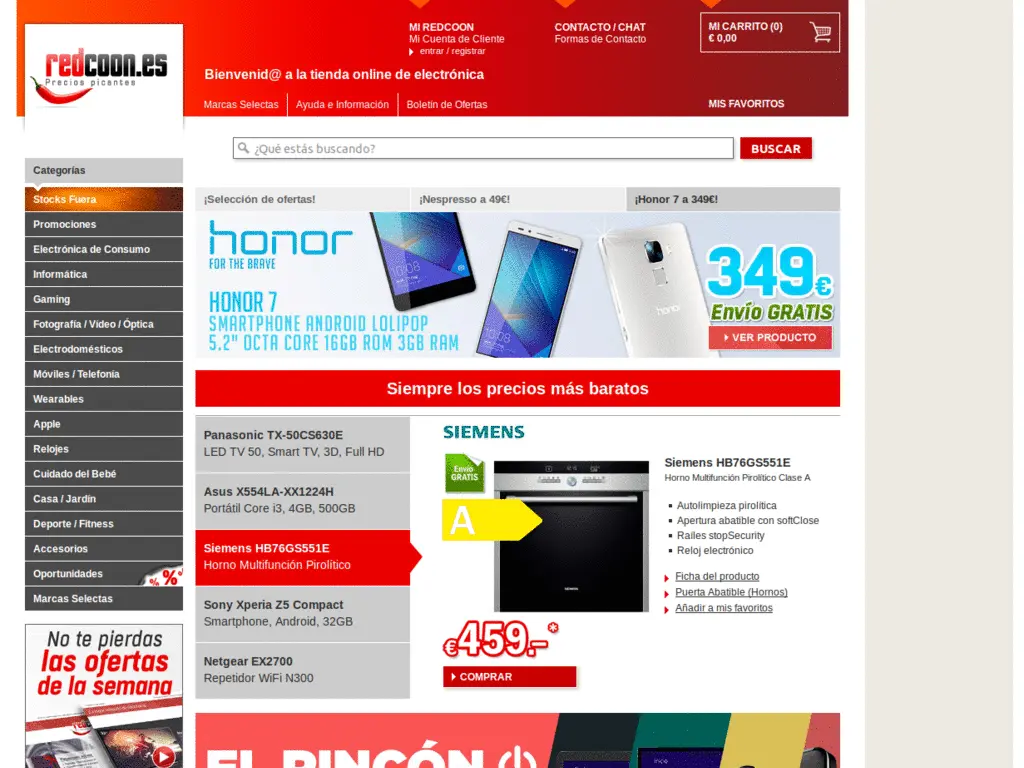 redcoon.es
Precios picantes
MI REDCOON
Mi Cuenta de Cliente
entrar / registrar
CONTACTO / CHAT
Formas de Contacto
MI CARRITO (0)
€ 0,00
Bienvenid@ a la tienda online de electrónica
Marcas Selectas
Ayuda e Información
Boletín de Ofertas
MIS FAVORITOS
¿Qué estás buscando?
BUSCAR
Categorías
Stocks Fuera
Promociones
Electrónica de Consumo
Informática
Gaming
Fotografía / Vídeo / Óptica
Electrodomésticos
Móviles / Telefonía
Wearables
Apple
Relojes
Cuidado del Bebé
Casa / Jardín
Deporte / Fitness
Accesorios
Oportunidades
% % %
Marcas Selectas
No te pierdas
las ofertas
de la semana
¡Selección de ofertas!
¡Nespresso a 49€!
¡Honor 7 a 349€!
honor
FOR THE BRAVE
HONOR 7
SMARTPHONE ANDROID LOLIPOP
5.2" OCTA CORE 16GB ROM 3GB RAM
10:08
10:08
honor
349€
Envío GRATIS
VER PRODUCTO
Siempre los precios más baratos
Panasonic TX-50CS630E
LED TV 50, Smart TV, 3D, Full HD
Asus X554LA-XX1224H
Portátil Core i3, 4GB, 500GB
Siemens HB76GS551E
Horno Multifunción Pirolítico
Sony Xperia Z5 Compact
Smartphone, Android, 32GB
Netgear EX2700
Repetidor WiFi N300
SIEMENS
Envío
GRATIS
A
SIEMENS
€459.-*
COMPRAR
Siemens HB76GS551E
Horno Multifunción Pirolítico Clase A
Autolimpieza pirolítica
Apertura abatible con softClose
Raíles stopSecurity
Reloj electrónico
Ficha del producto
Puerta Abatible (Hornos)
Añadir a mis favoritos
EL RINCÓN
Inicio